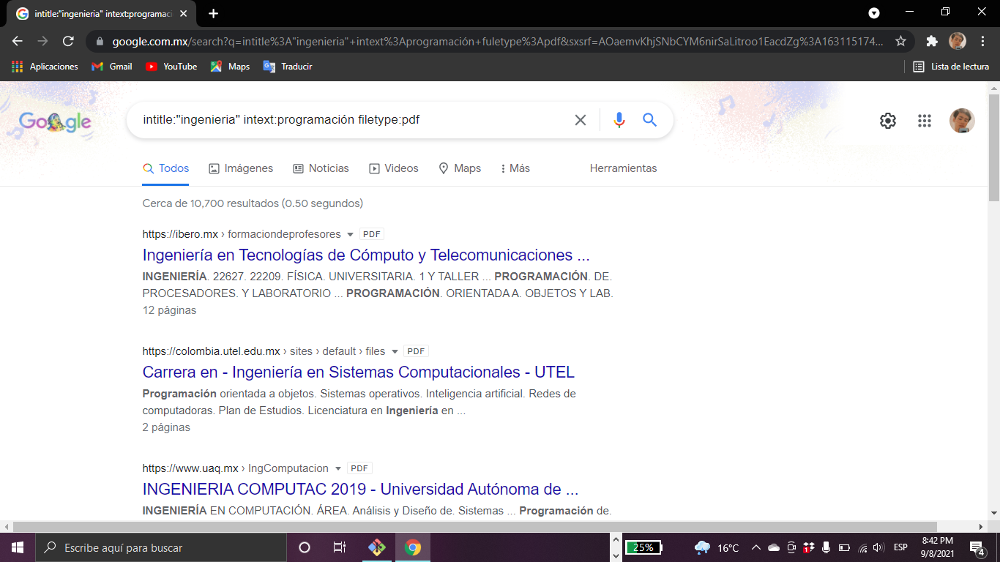 intitle:"ingenieria" intext:programaci
google.com.mx/search?q=intitle%3A"ingenieria"+intext%3Aprogramación+fuletype%3Apdf&sxsrf=AOaemvKhjSNbCYM6nirSaLitroo1EacdZg%3A163115174...
Aplicaciones Gmail YouTube Maps Traducir Lista de lectura
Google intitle:"ingenieria" intext:programación filetype:pdf
Todos Imágenes Noticias Videos Maps Más Herramientas
Cerca de 10,700 resultados (0.50 segundos)
https://ibero.mx › formaciondeprofesores PDF
Ingeniería en Tecnologías de Cómputo y Telecomunicaciones ...
INGENIERÍA. 22627. 22209. FÍSICA. UNIVERSITARIA. 1 Y TALLER ... PROGRAMACIÓN. DE.
PROCESADORES. Y LABORATORIO ... PROGRAMACIÓN. ORIENTADA A. OBJETOS Y LAB.
12 páginas
https://colombia.utel.edu.mx › sites › default › files PDF
Carrera en - Ingeniería en Sistemas Computacionales - UTEL
Programación orientada a objetos. Sistemas operativos. Inteligencia artificial. Redes de
computadoras. Plan de Estudios. Licenciatura en Ingeniería en ...
2 páginas
https://www.uaq.mx › IngComputacion PDF
INGENIERIA COMPUTAC 2019 - Universidad Autónoma de ...
INGENIERÍA EN COMPUTACIÓN. ÁREA. Análisis y Diseño de. Sistemas ... Programación de.
Escribe aquí para buscar 25% 16°C ESP 8:42 PM
9/8/2021 4